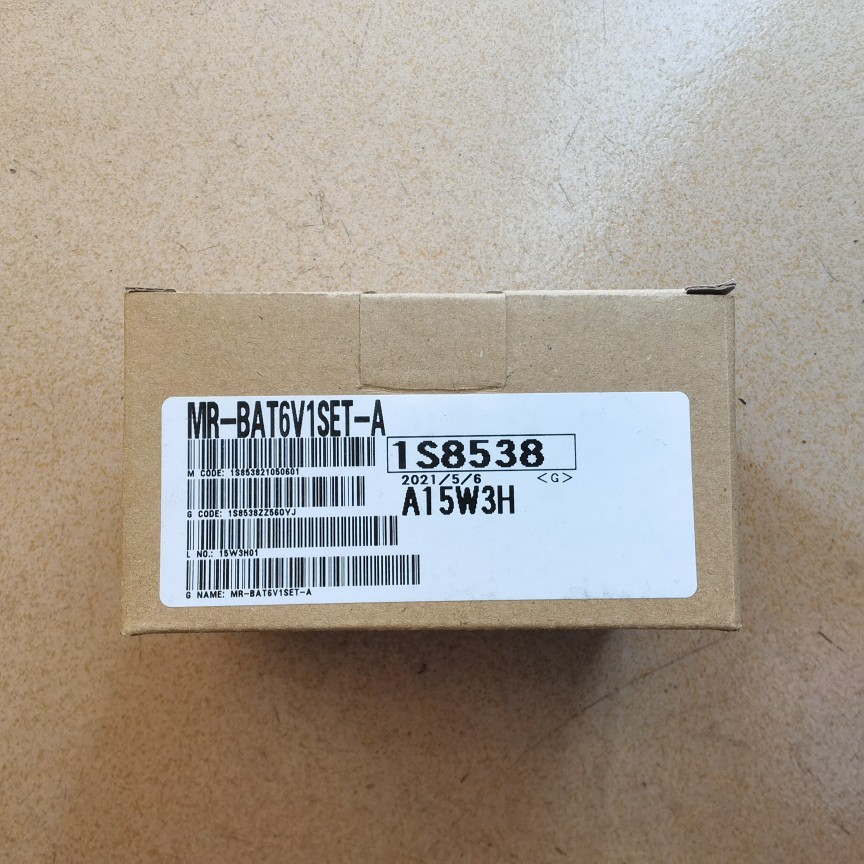 MR-BAT6V1SET-A
1S8538
M CODE: 1S853821050601
2021/5/6 <G>
A15W3H
G CODE: 1S8538ZZ560YJ
L NO.: 15W3H01
G NAME: MR-BAT6V1SET-A